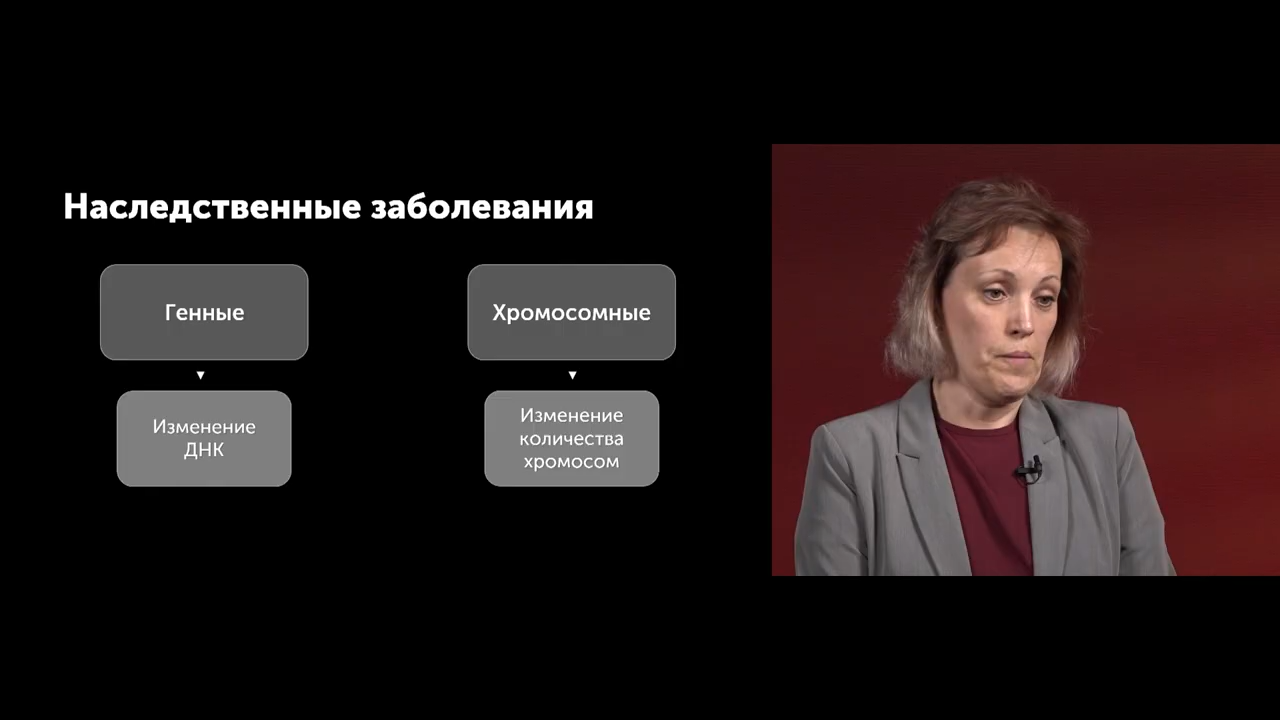 Наследственные заболевания
Генные
Хромосомные
Изменение
ДНК
Изменение
количества
хромосом